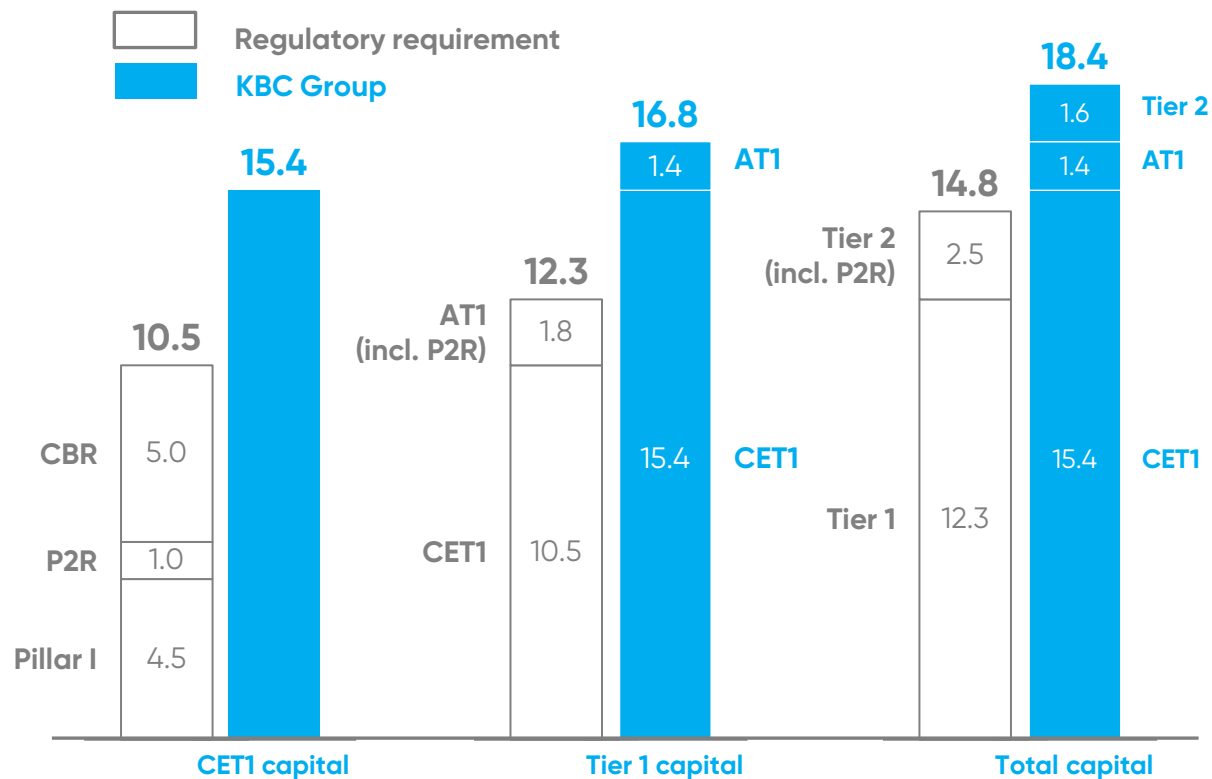 Regulatory requirement
KBC Group
10.5
CBR
5.0
P2R
1.0
Pillar I
4.5
15.4
CET1 capital
12.3
AT1
(incl. P2R)
1.8
CET1
10.5
16.8
1.4
AT1
15.4
CET1
Tier 1 capital
14.8
Tier 2
(incl. P2R)
2.5
Tier 1
12.3
18.4
1.6
Tier 2
1.4
AT1
15.4
CET1
Total capital